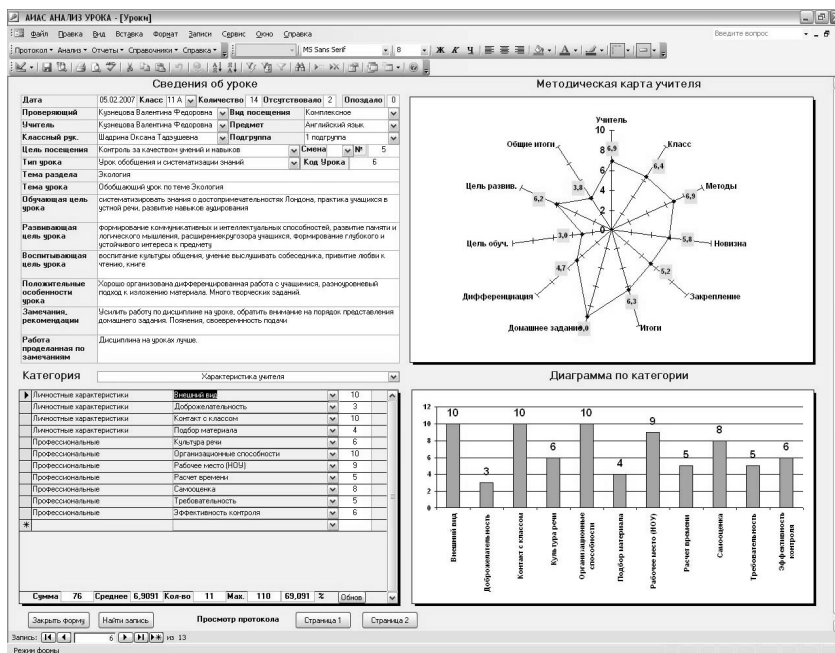 АИАС АНАЛИЗ УРОКА - [Уроки]
Файл Правка Вид Вставка Формат Записи Сервис Окно Справка
Введите вопрос
Протокол Анализ Отчеты Справочники Справка
MS Sans Serif 8 Ж К Ч
Сведения об уроке
Дата 05.02.2007 Класс 11 А Количество 14 Отсутствовало 2 Опоздало 0
Проверяющий Кузнецова Валентина Федоровна Вид посещения Комплексное
Учитель Кузнецова Валентина Федоровна Предмет Английский язык
Классный рук. Шадрина Оксана Тадзушевна Подгруппа 1 подгруппа
Цель посещения Контроль за качеством умений и навыков Смена № 5
Тип урока Урок обобщения и систематизации знаний Код Урока 6
Тема раздела Экология
Тема урока Обобщающий урок по теме Экология
Обучающая цель урока систематизировать знания о достопримечательностях Лондона, практика учащихся в
устной речи, развитие навыков аудирования
Развивающая цель урока формирование коммуникативных и интеллектуальных способностей, развитие памяти и
логического мышления, расширениекругозора учащихся, формирование глубокого и
устойчивого интереса к предмету
Воспитывающая цель урока воспитание культуры общения, умение выслушивать собеседника, привитие любви к
чтению, книге
Положительные особенности урока Хорошо организована дифференцированная работа с учащимися, разноуровневый
подход к изложению материала. Много творческих заданий.
Замечания, рекомендации Усилить работу по дисциплине на уроке, обратить внимание на порядок представления
домашнего задания. Пояснения, своевремнность подачи
Работа проделанная по замечаниям Дисциплина на уроках лучше.
Методическая карта учителя
Учитель
Класс
Методы
Новизна
Закрепление
Итоги
Домашнее задание
Дифференциация
Цель обуч.
Цель развив.
Общие итоги
10
8
6
4
2
0
6,9
6,4
6,9
5,8
5,2
6,3
4,7
3,0
6,2
3,8
Категория Характеристика учителя
Личностные характеристики Внешний вид 10
Личностные характеристики Доброжелательность 3
Личностные характеристики Контакт с классом 10
Личностные характеристики Подбор материала 4
Профессиональные Культура речи 6
Профессиональные Организационные способности 10
Профессиональные Рабочее место (НОУ) 9
Профессиональные Расчет времени 5
Профессиональные Самооценка 8
Профессиональные Требовательность 5
Профессиональные Эффективность контроля 6
Сумма 76 Среднее 6,9091 Кол-во 11 Мах. 110 69,091 % Обнов
Диаграмма по категории
12
10
8
6
4
2
0
10 3 10 6 10 4 9 5 8 5 6
Внешний вид
Доброжелательность
Контакт с классом
Культура речи
Организационные способности
Подбор материала
Рабочее место (НОУ)
Расчет времени
Самооценка
Требовательность
Эффективность контроля
Закрыть форму Найти запись Просмотр протокола Страница 1 Страница 2
Запись: 6 из 13
Режим формы